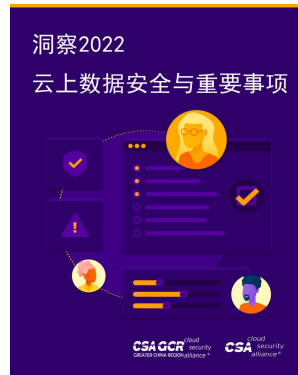 洞察2022
云上数据安全与重要事项
CSA GCR cloud security alliance®
GREATER CHINA REGION
CSA cloud security alliance®